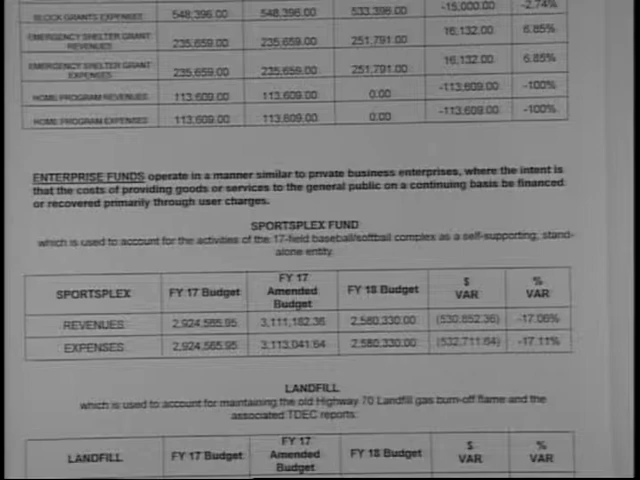 BLOCK GRANTS EXPENSES 548,396.00 548,396.00 533,396.00 -15,000.00 -2.74%
EMERGENCY SHELTER GRANT REVENUES 235,659.00 235,659.00 251,791.00 16,132.00 6.85%
EMERGENCY SHELTER GRANT EXPENSES 235,659.00 235,659.00 251,791.00 16,132.00 6.85%
HOME PROGRAM REVENUES 113,609.00 113,609.00 0.00 -113,609.00 -100%
HOME PROGRAM EXPENSES 113,609.00 113,609.00 0.00 -113,609.00 -100%
ENTERPRISE FUNDS operate in a manner similar to private business enterprises, where the intent is
that the costs of providing goods or services to the general public on a continuing basis be financed
or recovered primarily through user charges.
SPORTSPLEX FUND
which is used to account for the activities of the 17-field baseball/softball complex as a self-supporting, stand-
alone entity.
SPORTSPLEX FY 17 Budget FY 17 Amended Budget FY 18 Budget $ VAR % VAR
REVENUES 2,924,565.95 3,111,182.36 2,580,330.00 (530,852.36) -17.06%
EXPENSES 2,924,565.95 3,113,041.64 2,580,330.00 (532,711.64) -17.11%
LANDFILL
which is used to account for maintaining the old Highway 70 Landfill gas burn-off flame and the
associated TDEC reports.
LANDFILL FY 17 Budget FY 17 Amended Budget FY 18 Budget $ VAR % VAR